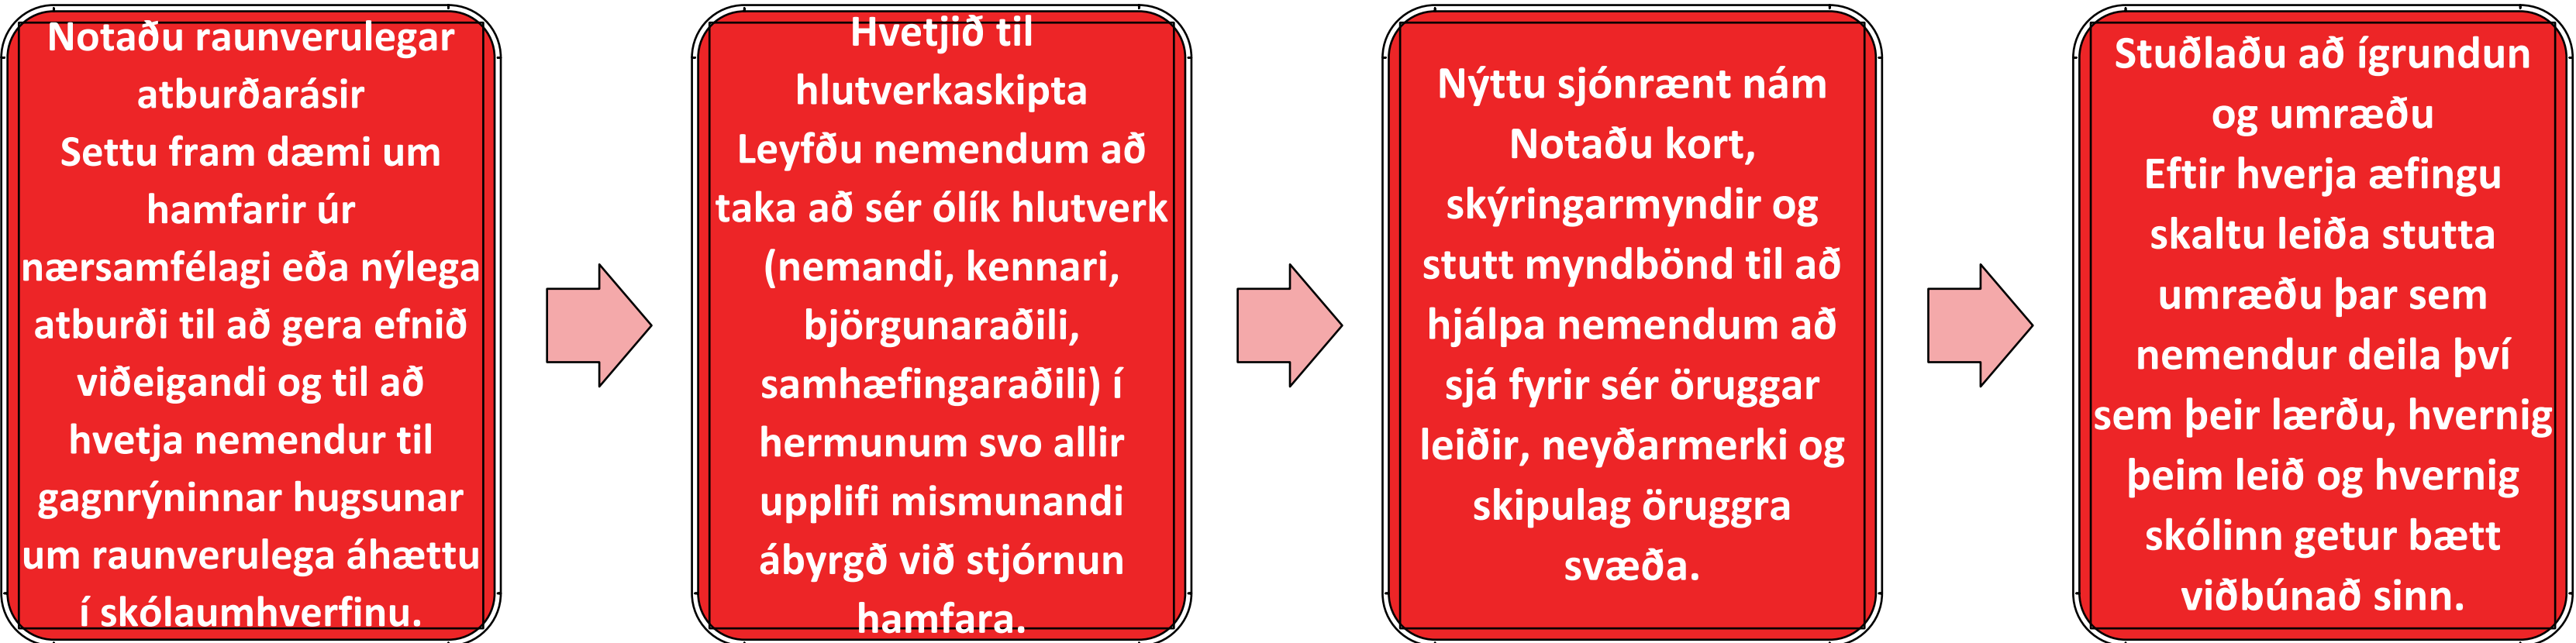 Notaðu raunverulegar
atburðarásir
Settu fram dæmi um
hamfarir úr
nærsamfélagi eða nýlega
atburði til að gera efnið
viðeigandi og til að
hvetja nemendur til
gagnrýninnar hugsunar
um raunverulega áhættu
í skólaumhverfinu.
Hvetjið til
hlutverkaskipta
Leyfðu nemendum að
taka að sér ólík hlutverk
(nemandi, kennari,
björgunaraðili,
samhæfingaraðili) í
hermunum svo allir
upplifi mismunandi
ábyrgð við stjórnun
hamfara.
Nýttu sjónrænt nám
Notaðu kort,
skýringarmyndir og
stutt myndbönd til að
hjálpa nemendum að
sjá fyrir sér öruggar
leiðir, neyðarmerki og
skipulag öruggra
svæða.
Stuðlaðu að ígrundun
og umræðu
Eftir hverja æfingu
skaltu leiða stutta
umræðu þar sem
nemendur deila því
sem þeir lærðu, hvernig
þeim leið og hvernig
skólinn getur bætt
viðbúnað sinn.